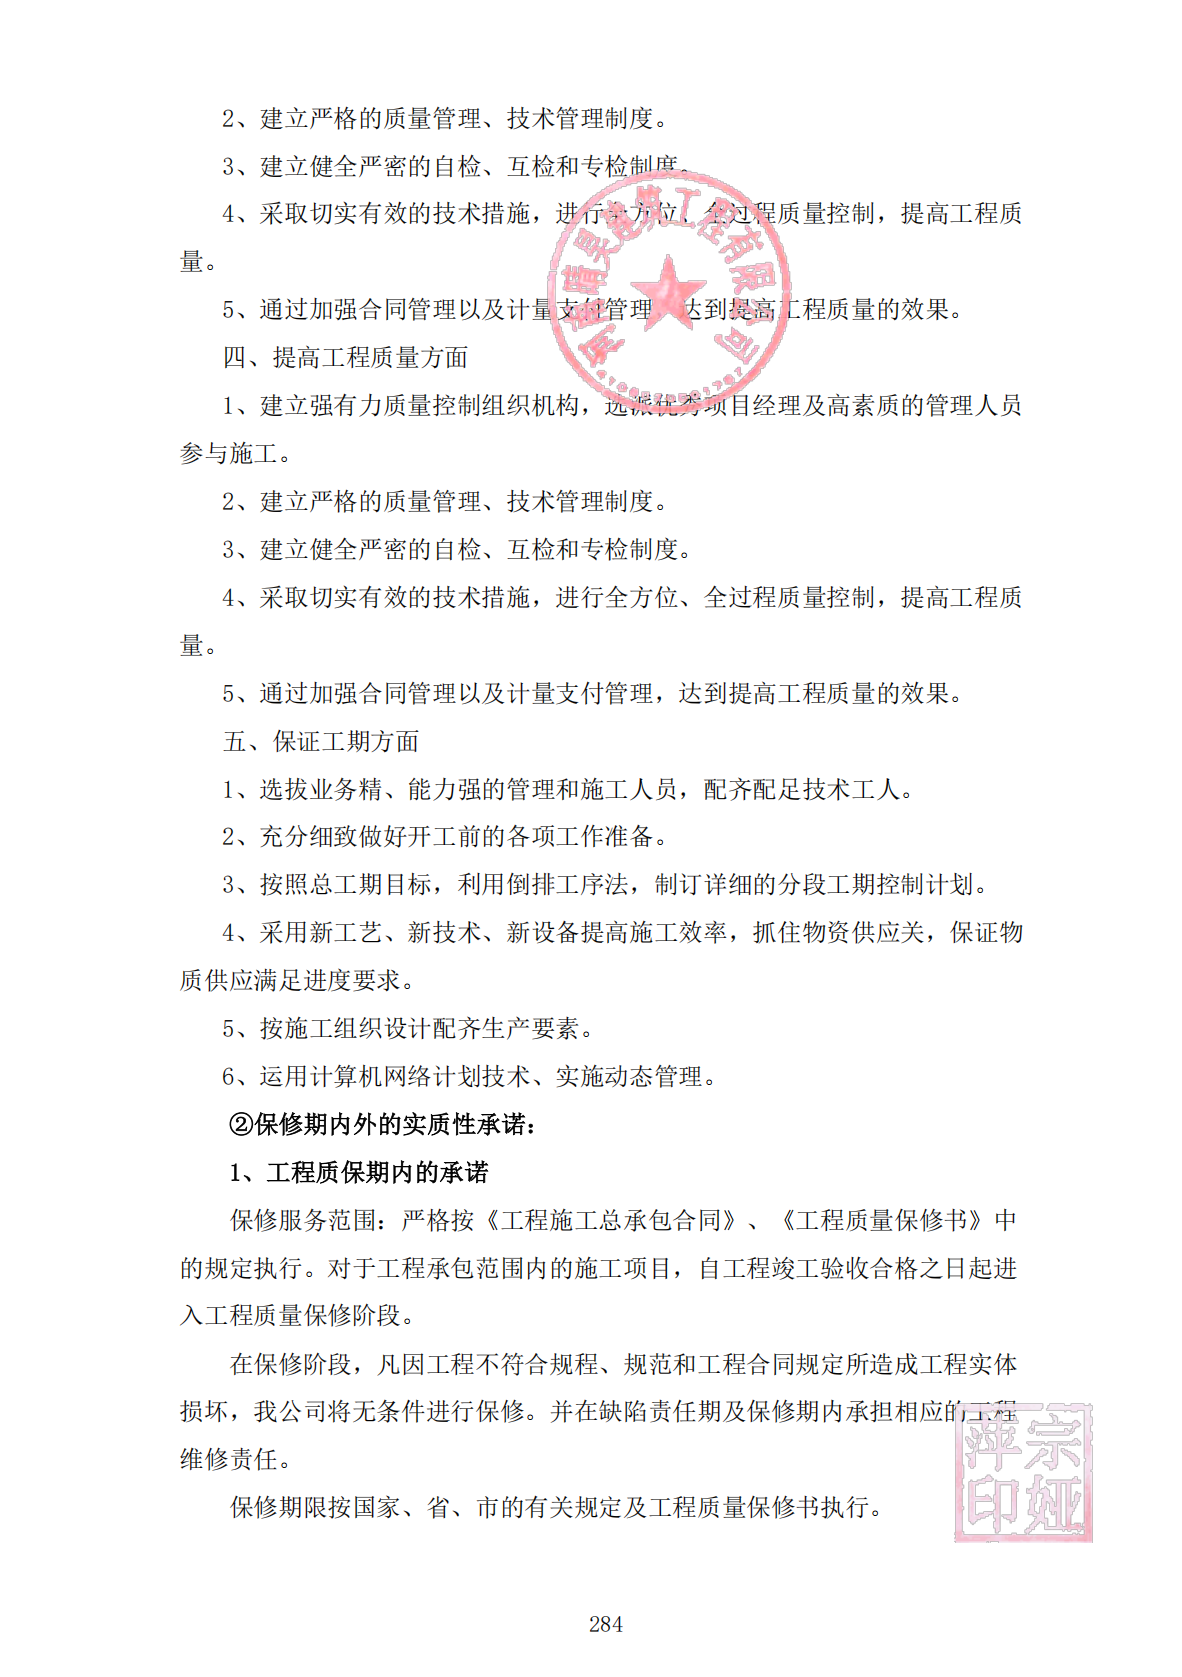 2、建立严格的质量管理、技术管理制度。
3、建立健全严密的自检、互检和专检制度。
4、采取切实有效的技术措施，进行全方位、全过程质量控制，提高工程质
量。
5、通过加强合同管理以及计量支付管理，达到提高工程质量的效果。
四、提高工程质量方面
1、建立强有力质量控制组织机构，选派优秀项目经理及高素质的管理人员
参与施工。
2、建立严格的质量管理、技术管理制度。
3、建立健全严密的自检、互检和专检制度。
4、采取切实有效的技术措施，进行全方位、全过程质量控制，提高工程质
量。
5、通过加强合同管理以及计量支付管理，达到提高工程质量的效果。
五、保证工期方面
1、选拔业务精、能力强的管理和施工人员，配齐配足技术工人。
2、充分细致做好开工前的各项工作准备。
3、按照总工期目标，利用倒排工序法，制订详细的分段工期控制计划。
4、采用新工艺、新技术、新设备提高施工效率，抓住物资供应关，保证物
质供应满足进度要求。
5、按施工组织设计配齐生产要素。
6、运用计算机网络计划技术、实施动态管理。
②保修期内外的实质性承诺：
1、工程质保期内的承诺
保修服务范围：严格按《工程施工总承包合同》、《工程质量保修书》中
的规定执行。对于工程承包范围内的施工项目，自工程竣工验收合格之日起进
入工程质量保修阶段。
在保修阶段，凡因工程不符合规程、规范和工程合同规定所造成工程实体
损坏，我公司将无条件进行保修。并在缺陷责任期及保修期内承担相应的工程
维修责任。
保修期限按国家、省、市的有关规定及工程质量保修书执行。
284
昊建筑工程有限公司
宗娅萍印